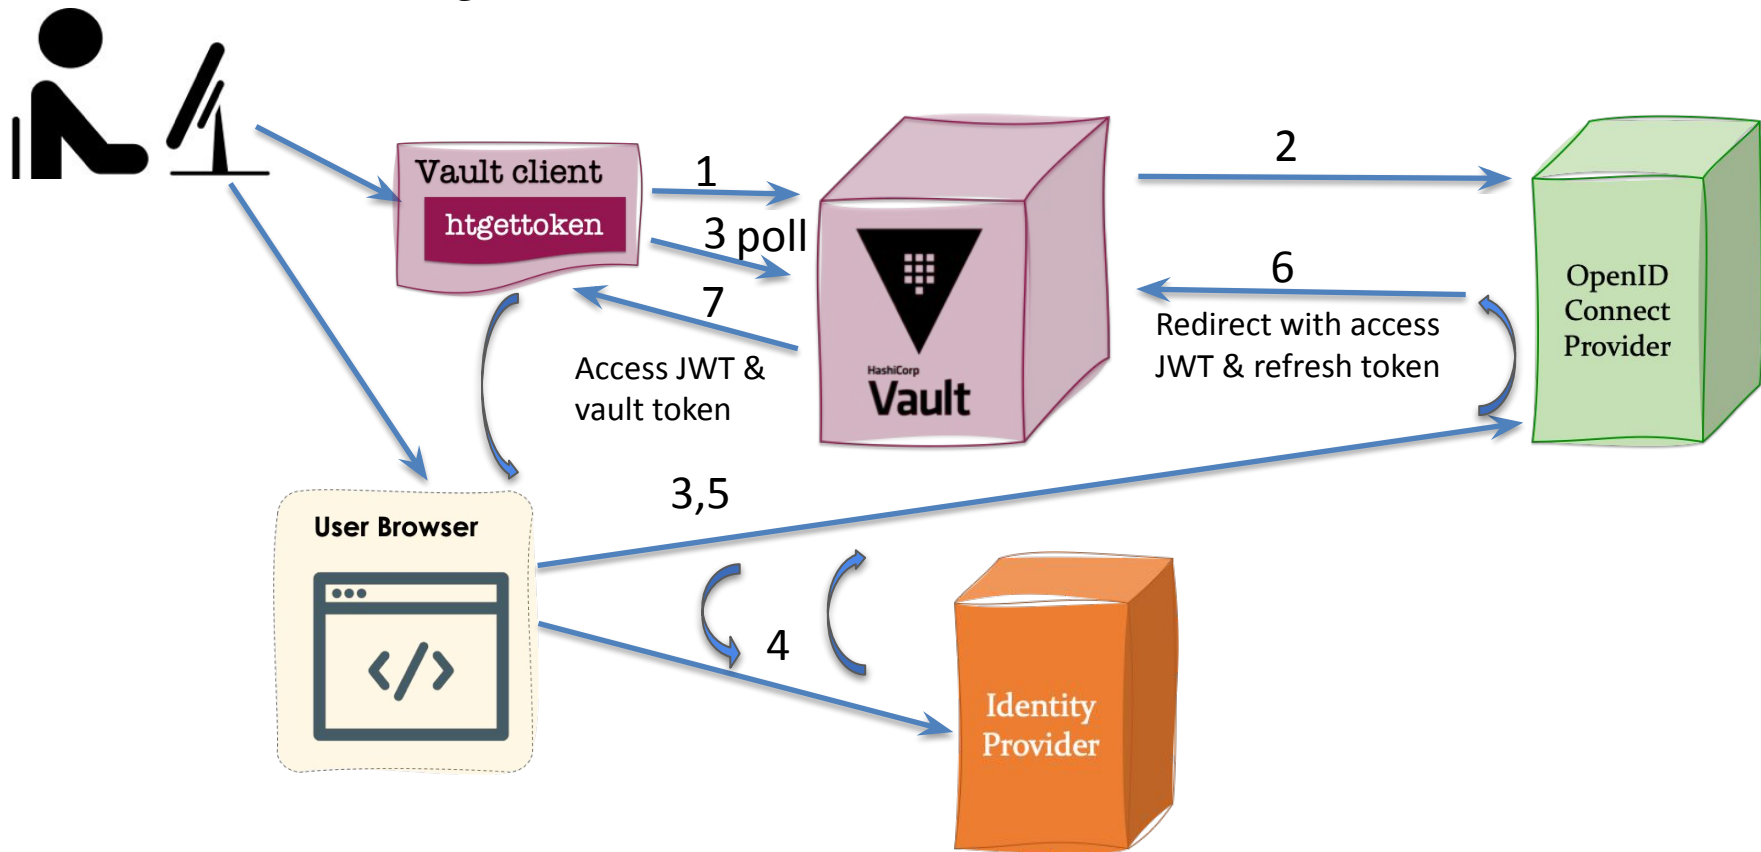 Vault client
htgettoken
1
3 poll
7
Access JWT &
vault token
HashiCorp
Vault
2
6
Redirect with access
JWT & refresh token
OpenID
Connect
Provider
3,5
User Browser
</>
4
Identity
Provider